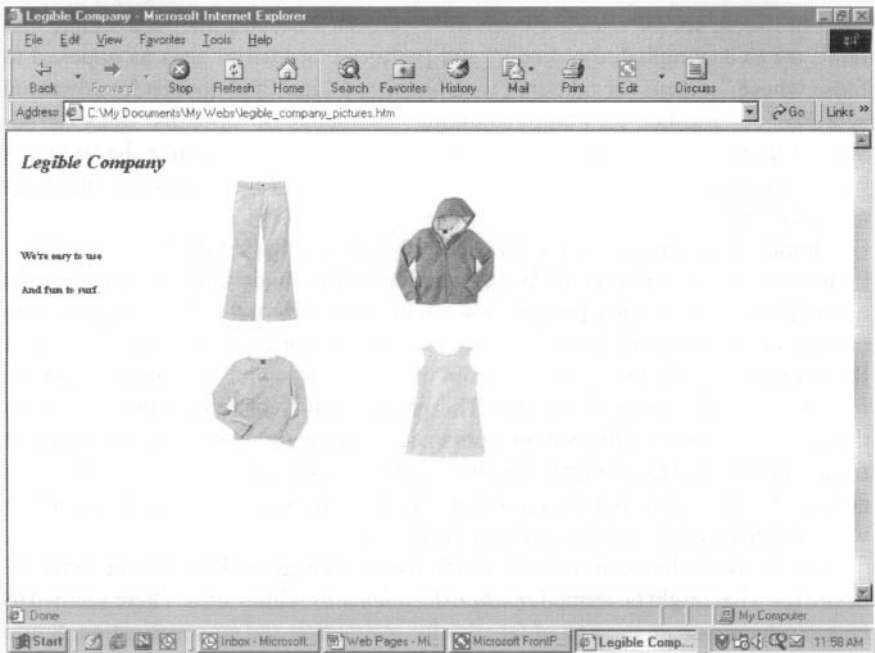 Legible Company - Microsoft Internet Explorer
File Edit View Favorites Tools Help
Back Forward Stop Refresh Home Search Favorites History Mail Print Edit Discuss
Address C:\My Documents\My Webs\legible_company_pictures.htm Go Links »
Legible Company
We're easy to use
And fun to surf.
Done My Computer
Start Inbox - Microsoft... Web Pages - Mi... Microsoft FrontP... Legible Comp... 11:58 AM